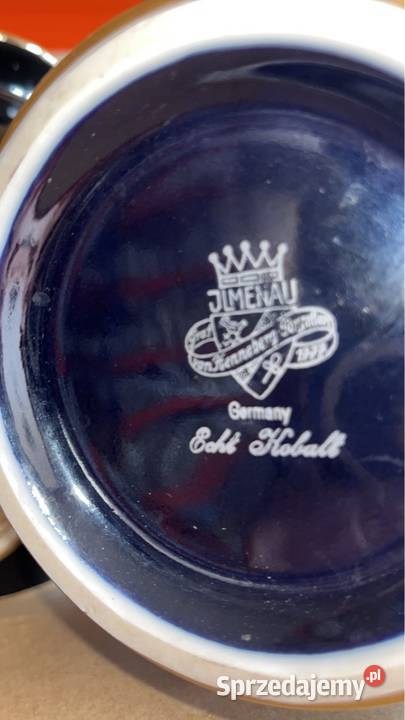 JLMENAU
Graf von Henneberg Porzellan
1777
Germany
Echt Kobalt
Sprzedajemy.pl